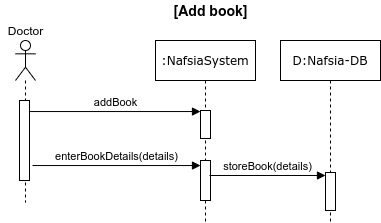 [Add book]
Doctor
:NafsiaSystem
D:Nafsia-DB
addBook
enterBookDetails(details)
storeBook(details)